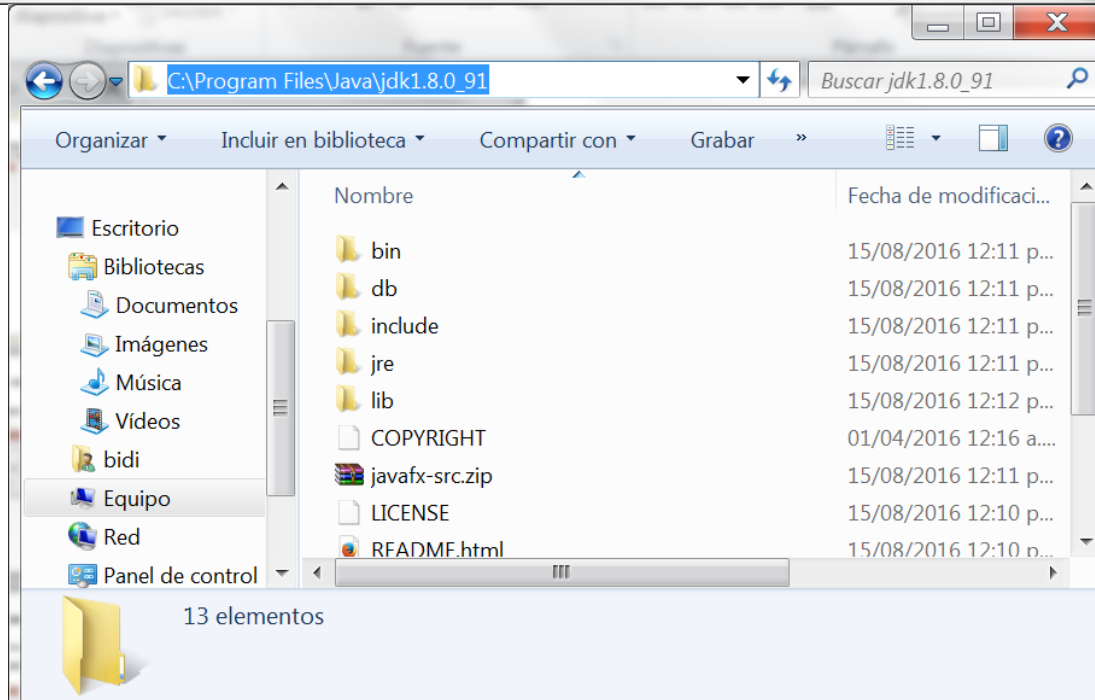 C:\Program Files\Java\jdk1.8.0_91
Buscar jdk1.8.0_91
Organizar Incluir en biblioteca Compartir con Grabar »
Nombre Fecha de modificaci...
Escritorio
Bibliotecas
Documentos
Imágenes
Música
Vídeos
bidi
Equipo
Red
Panel de control
bin 15/08/2016 12:11 p...
db 15/08/2016 12:11 p...
include 15/08/2016 12:11 p...
jre 15/08/2016 12:11 p...
lib 15/08/2016 12:12 p...
COPYRIGHT 01/04/2016 12:16 a....
javafx-src.zip 15/08/2016 12:11 p...
LICENSE 15/08/2016 12:10 p...
README.html 15/08/2016 12:10 p...
13 elementos